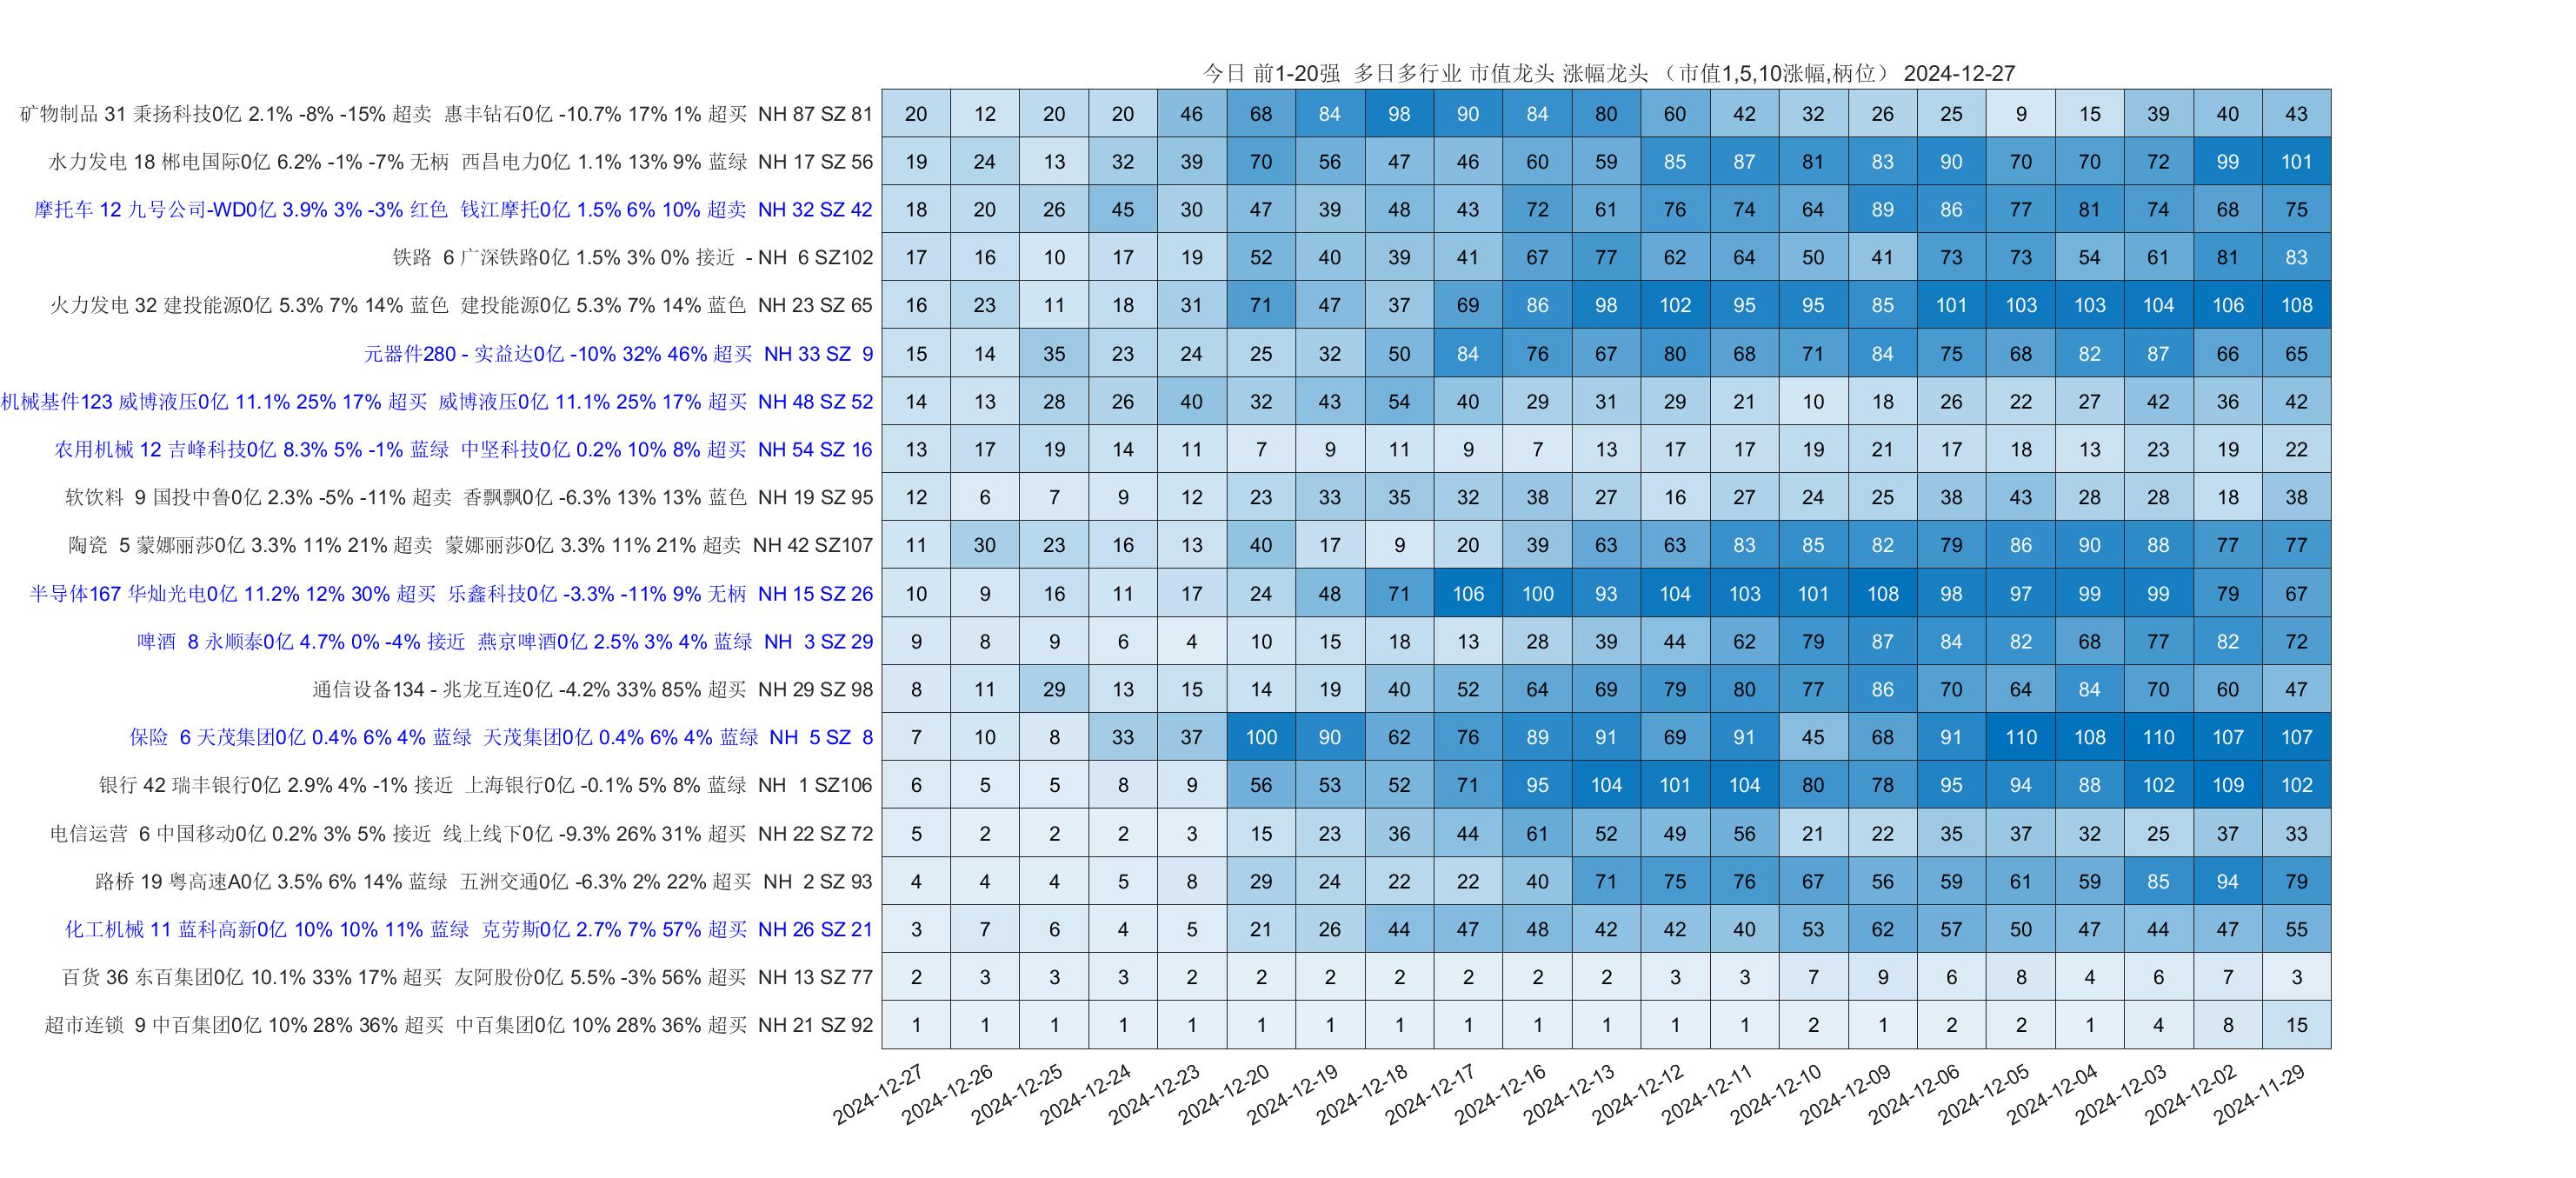 今日 前1-20强  多日多行业 市值龙头 涨幅龙头 （市值1,5,10涨幅,柄位） 2024-12-27
矿物制品 31 秉扬科技0亿 2.1% -8% -15% 超卖  惠丰钻石0亿 -10.7% 17% 1% 超买  NH 87 SZ 81 20 12 20 20 46 68 84 98 90 84 80 60 42 32 26 25 9 15 39 40 43
水力发电 18 郴电国际0亿 6.2% -1% -7% 无柄  西昌电力0亿 1.1% 13% 9% 蓝绿  NH 17 SZ 56 19 24 13 32 39 70 56 47 46 60 59 85 87 81 83 90 70 70 72 99 101
摩托车 12 九号公司-WD0亿 3.9% 3% -3% 红色  钱江摩托0亿 1.5% 6% 10% 超卖  NH 32 SZ 42 18 20 26 45 30 47 39 48 43 72 61 76 74 64 89 86 77 81 74 68 75
铁路  6 广深铁路0亿 1.5% 3% 0% 接近  - NH  6 SZ102 17 16 10 17 19 52 40 39 41 67 77 62 64 50 41 73 73 54 61 81 83
火力发电 32 建投能源0亿 5.3% 7% 14% 蓝色  建投能源0亿 5.3% 7% 14% 蓝色  NH 23 SZ 65 16 23 11 18 31 71 47 37 69 86 98 102 95 95 85 101 103 103 104 106 108
元器件280 - 实益达0亿 -10% 32% 46% 超买  NH 33 SZ  9 15 14 35 23 24 25 32 50 84 76 67 80 68 71 84 75 68 82 87 66 65
机械基件123 威博液压0亿 11.1% 25% 17% 超买  威博液压0亿 11.1% 25% 17% 超买  NH 48 SZ 52 14 13 28 26 40 32 43 54 40 29 31 29 21 10 18 26 22 27 42 36 42
农用机械 12 吉峰科技0亿 8.3% 5% -1% 蓝绿  中坚科技0亿 0.2% 10% 8% 超买  NH 54 SZ 16 13 17 19 14 11 7 9 11 9 7 13 17 17 19 21 17 18 13 23 19 22
软饮料  9 国投中鲁0亿 2.3% -5% -11% 超卖  香飘飘0亿 -6.3% 13% 13% 蓝色  NH 19 SZ 95 12 6 7 9 12 23 33 35 32 38 27 16 27 24 25 38 43 28 28 18 38
陶瓷  5 蒙娜丽莎0亿 3.3% 11% 21% 超卖  蒙娜丽莎0亿 3.3% 11% 21% 超卖  NH 42 SZ107 11 30 23 16 13 40 17 9 20 39 63 63 83 85 82 79 86 90 88 77 77
半导体167 华灿光电0亿 11.2% 12% 30% 超买  乐鑫科技0亿 -3.3% -11% 9% 无柄  NH 15 SZ 26 10 9 16 11 17 24 48 71 106 100 93 104 103 101 108 98 97 99 99 79 67
啤酒  8 永顺泰0亿 4.7% 0% -4% 接近  燕京啤酒0亿 2.5% 3% 4% 蓝绿  NH  3 SZ 29 9 8 9 6 4 10 15 18 13 28 39 44 62 79 87 84 82 68 77 82 72
通信设备134 - 兆龙互连0亿 -4.2% 33% 85% 超买  NH 29 SZ 98 8 11 29 13 15 14 19 40 52 64 69 79 80 77 86 70 64 84 70 60 47
保险  6 天茂集团0亿 0.4% 6% 4% 蓝绿  天茂集团0亿 0.4% 6% 4% 蓝绿  NH  5 SZ  8 7 10 8 33 37 100 90 62 76 89 91 69 91 45 68 91 110 108 110 107 107
银行 42 瑞丰银行0亿 2.9% 4% -1% 接近  上海银行0亿 -0.1% 5% 8% 蓝绿  NH  1 SZ106 6 5 5 8 9 56 53 52 71 95 104 101 104 80 78 95 94 88 102 109 102
电信运营  6 中国移动0亿 0.2% 3% 5% 接近  线上线下0亿 -9.3% 26% 31% 超买  NH 22 SZ 72 5 2 2 2 3 15 23 36 44 61 52 49 56 21 22 35 37 32 25 37 33
路桥 19 粤高速A0亿 3.5% 6% 14% 蓝绿  五洲交通0亿 -6.3% 2% 22% 超买  NH  2 SZ 93 4 4 4 5 8 29 24 22 22 40 71 75 76 67 56 59 61 59 85 94 79
化工机械 11 蓝科高新0亿 10% 10% 11% 蓝绿  克劳斯0亿 2.7% 7% 57% 超买  NH 26 SZ 21 3 7 6 4 5 21 26 44 47 48 42 42 40 53 62 57 50 47 44 47 55
百货 36 东百集团0亿 10.1% 33% 17% 超买  友阿股份0亿 5.5% -3% 56% 超买  NH 13 SZ 77 2 3 3 3 2 2 2 2 2 2 2 3 3 7 9 6 8 4 6 7 3
超市连锁  9 中百集团0亿 10% 28% 36% 超买  中百集团0亿 10% 28% 36% 超买  NH 21 SZ 92 1 1 1 1 1 1 1 1 1 1 1 1 1 2 1 2 2 1 4 8 15
2024-12-27 2024-12-26 2024-12-25 2024-12-24 2024-12-23 2024-12-20 2024-12-19 2024-12-18 2024-12-17 2024-12-16 2024-12-13 2024-12-12 2024-12-11 2024-12-10 2024-12-09 2024-12-06 2024-12-05 2024-12-04 2024-12-03 2024-12-02 2024-11-29